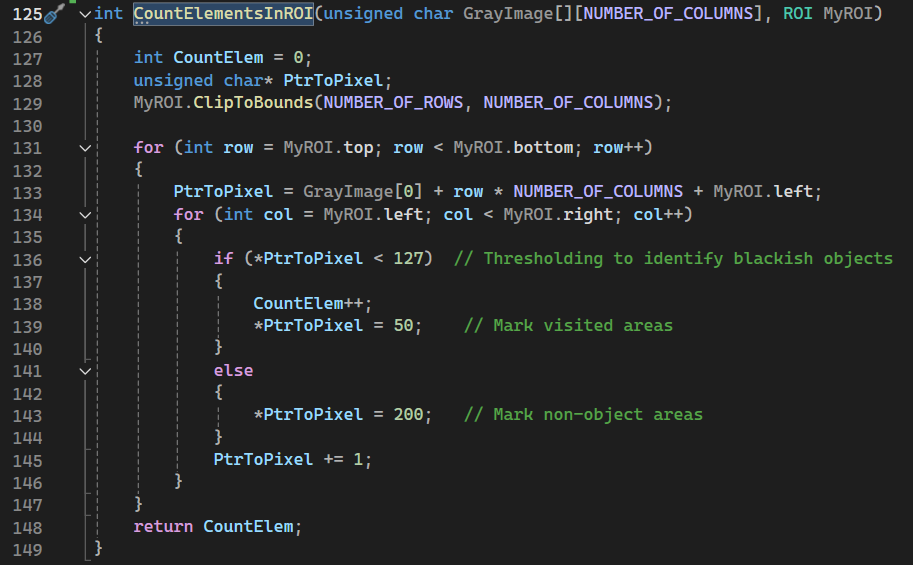 125 int CountElementsInROI(unsigned char GrayImage[][NUMBER_OF_COLUMNS], ROI MyROI)
126 {
127     int CountElem = 0;
128     unsigned char* PtrToPixel;
129     MyROI.ClipToBounds(NUMBER_OF_ROWS, NUMBER_OF_COLUMNS);
130
131     for (int row = MyROI.top; row < MyROI.bottom; row++)
132     {
133         PtrToPixel = GrayImage[0] + row * NUMBER_OF_COLUMNS + MyROI.left;
134         for (int col = MyROI.left; col < MyROI.right; col++)
135         {
136             if (*PtrToPixel < 127)  // Thresholding to identify blackish objects
137             {
138                 CountElem++;
139                 *PtrToPixel = 50;    // Mark visited areas
140             }
141             else
142             {
143                 *PtrToPixel = 200;   // Mark non-object areas
144             }
145             PtrToPixel += 1;
146         }
147     }
148     return CountElem;
149 }